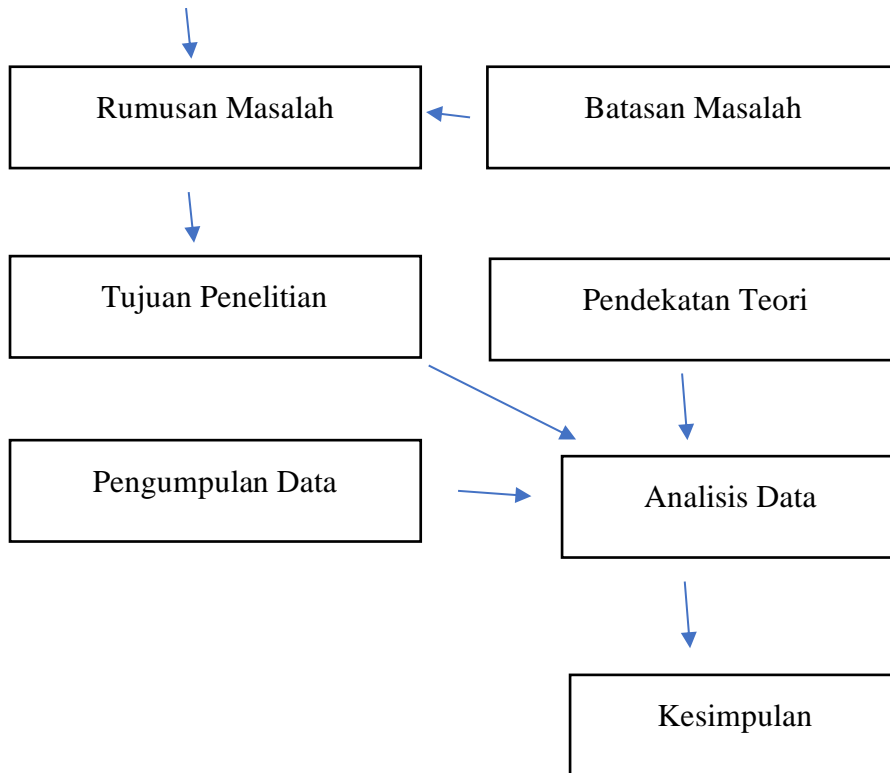 Rumusan Masalah
Batasan Masalah
Tujuan Penelitian
Pendekatan Teori
Pengumpulan Data
Analisis Data
Kesimpulan